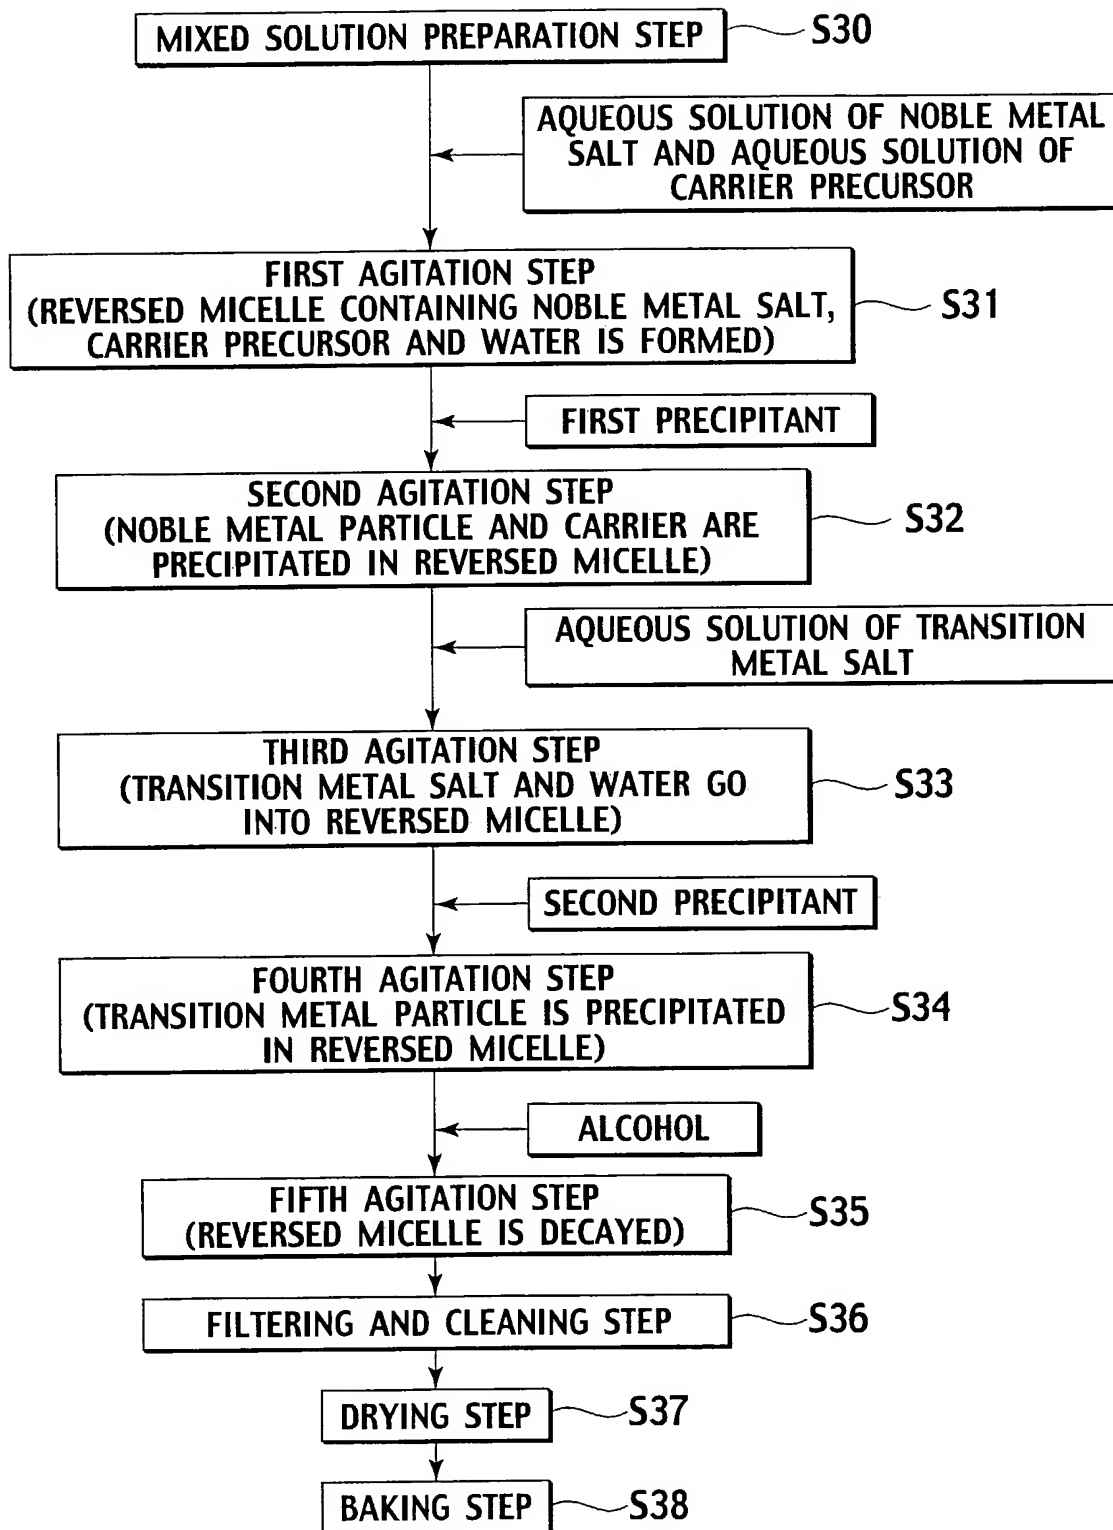 MIXED SOLUTION PREPARATION STEP
S30
AQUEOUS SOLUTION OF NOBLE METAL
SALT AND AQUEOUS SOLUTION OF
CARRIER PRECURSOR
FIRST AGITATION STEP
(REVERSED MICELLE CONTAINING NOBLE METAL SALT,
CARRIER PRECURSOR AND WATER IS FORMED)
S31
FIRST PRECIPITANT
SECOND AGITATION STEP
(NOBLE METAL PARTICLE AND CARRIER ARE
PRECIPITATED IN REVERSED MICELLE)
S32
AQUEOUS SOLUTION OF TRANSITION
METAL SALT
THIRD AGITATION STEP
(TRANSITION METAL SALT AND WATER GO
INTO REVERSED MICELLE)
S33
SECOND PRECIPITANT
FOURTH AGITATION STEP
(TRANSITION METAL PARTICLE IS PRECIPITATED
IN REVERSED MICELLE)
S34
ALCOHOL
FIFTH AGITATION STEP
(REVERSED MICELLE IS DECAYED)
S35
FILTERING AND CLEANING STEP
S36
DRYING STEP
S37
BAKING STEP
S38